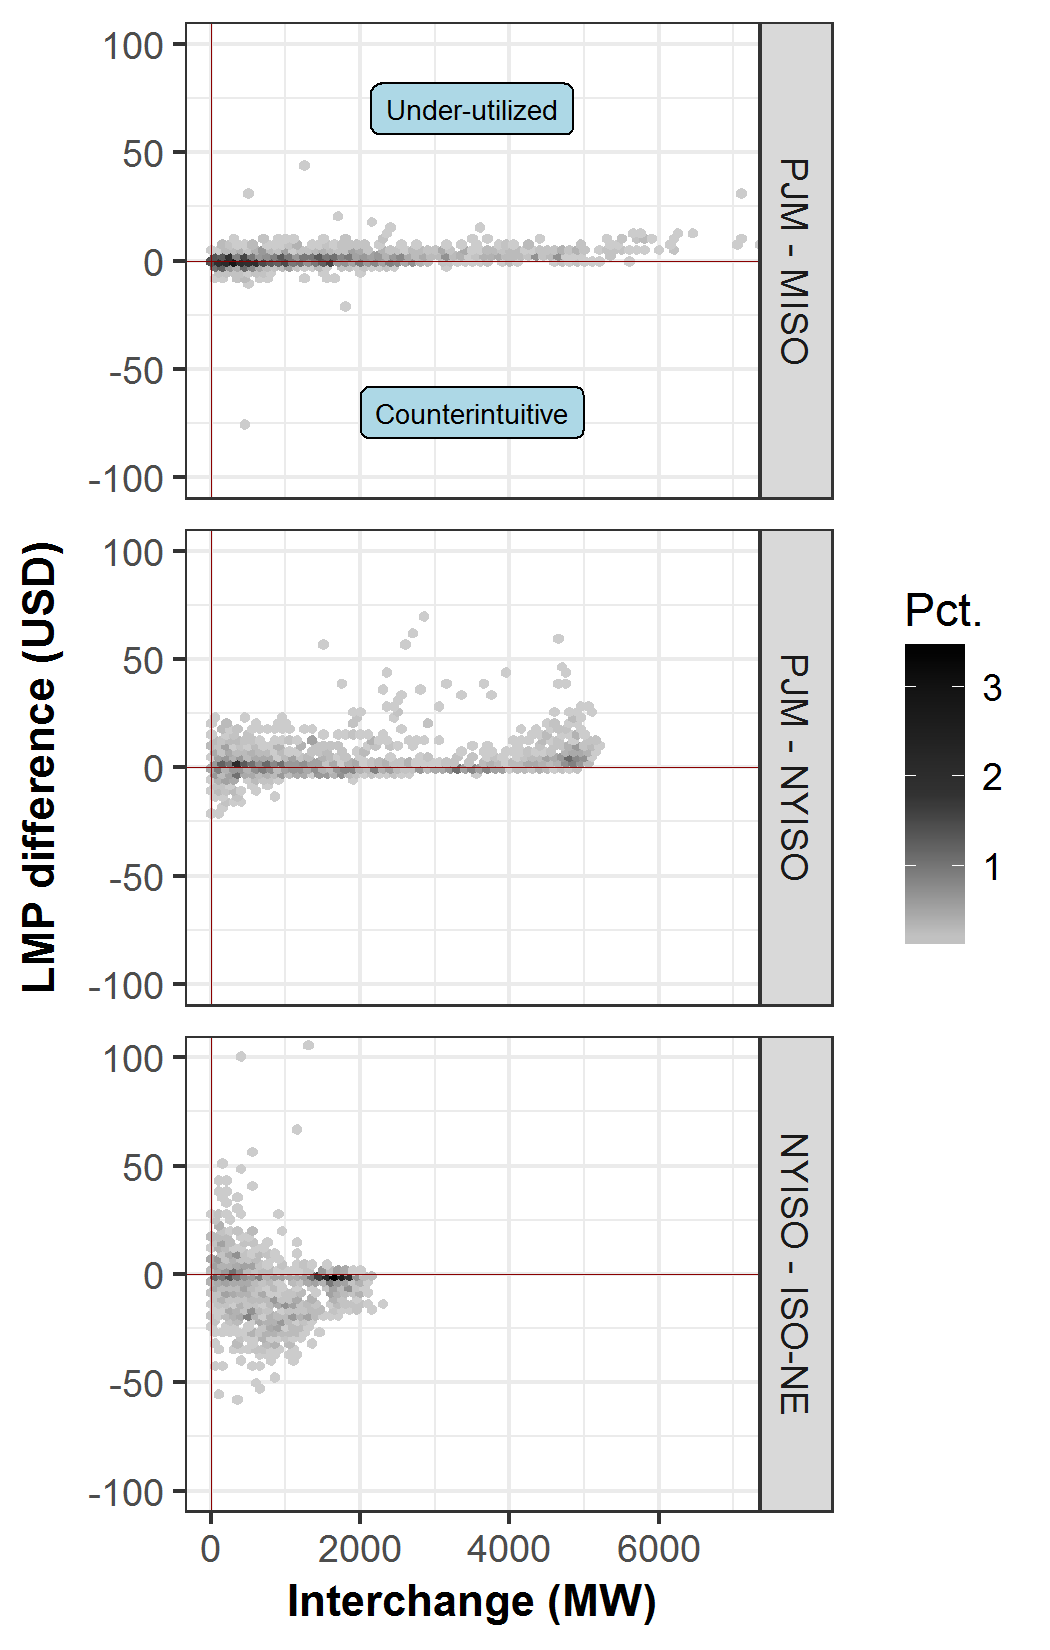 100
50
0
-50
-100
Under-utilized
Counterintuitive
PJM - MISO
100
50
0
-50
-100
PJM - NYISO
100
50
0
-50
-100
NYISO - ISO-NE
0
2000
4000
6000
Interchange (MW)
LMP difference (USD)
Pct.
3
2
1